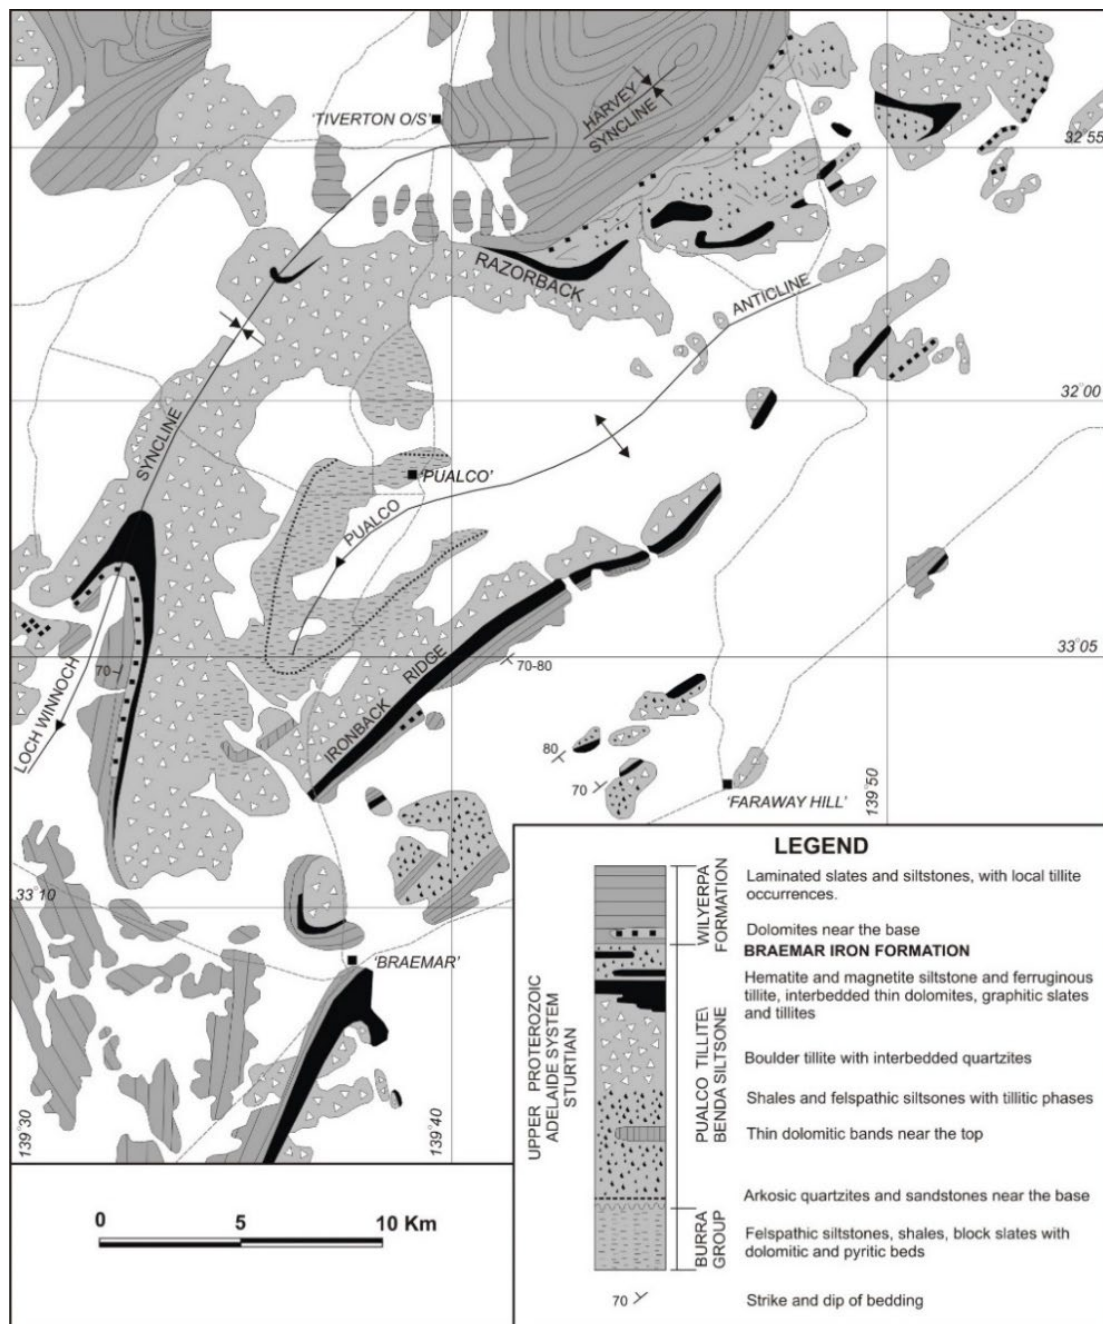 'TIVERTON O/S'
HARVEY
SYNCLINE
32°55
RAZORBACK
ANTICLINE
SYNCLINE
32°00
'PUALCO'
PUALCO
LOCH WINNOCH
70
IRONBACK RIDGE
70-80
33°05
80
70
'FARAWAY HILL'
139°50
33°10
'BRAEMAR'
139°30
139°40
0 5 10 Km
LEGEND
UPPER PROTEROZOIC
ADELAIDE SYSTEM
STURTIAN
WILYERPA
FORMATION
PUALCO TILLITE\
BENDA SILTSONE
BURRA
GROUP
Laminated slates and siltstones, with local tillite
occurrences.
Dolomites near the base
BRAEMAR IRON FORMATION
Hematite and magnetite siltstone and ferruginous
tillite, interbedded thin dolomites, graphitic slates
and tillites
Boulder tillite with interbedded quartzites
Shales and felspathic siltsones with tillitic phases
Thin dolomitic bands near the top
Arkosic quartzites and sandstones near the base
Felspathic siltstones, shales, block slates with
dolomitic and pyritic beds
70 Strike and dip of bedding